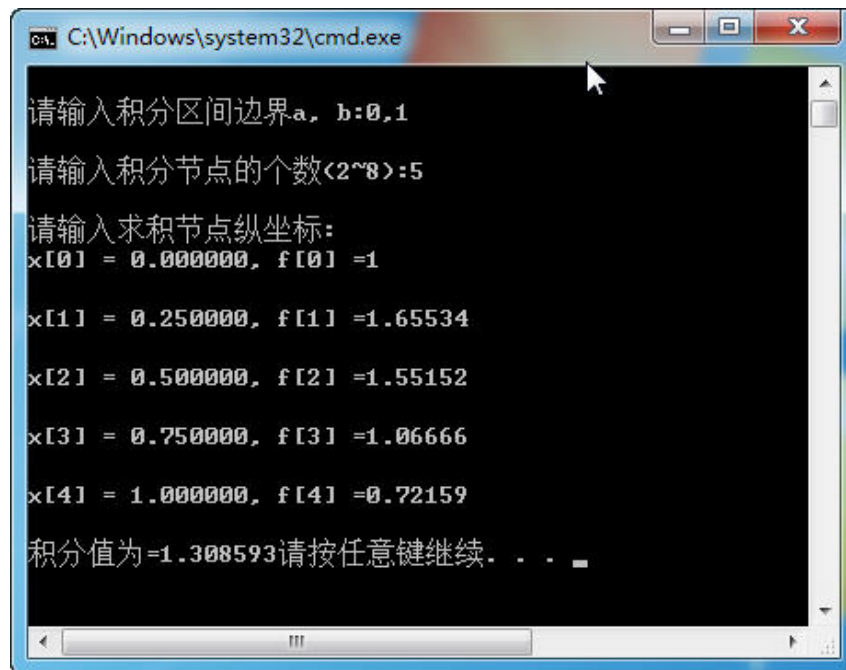 C:\Windows\system32\cmd.exe
请输入积分区间边界a, b:0,1
请输入积分节点的个数(2~8):5
请输入求积节点纵坐标:
x[0] = 0.000000, f[0] =1
x[1] = 0.250000, f[1] =1.65534
x[2] = 0.500000, f[2] =1.55152
x[3] = 0.750000, f[3] =1.06666
x[4] = 1.000000, f[4] =0.72159
积分值为=1.308593请按任意键继续. . .